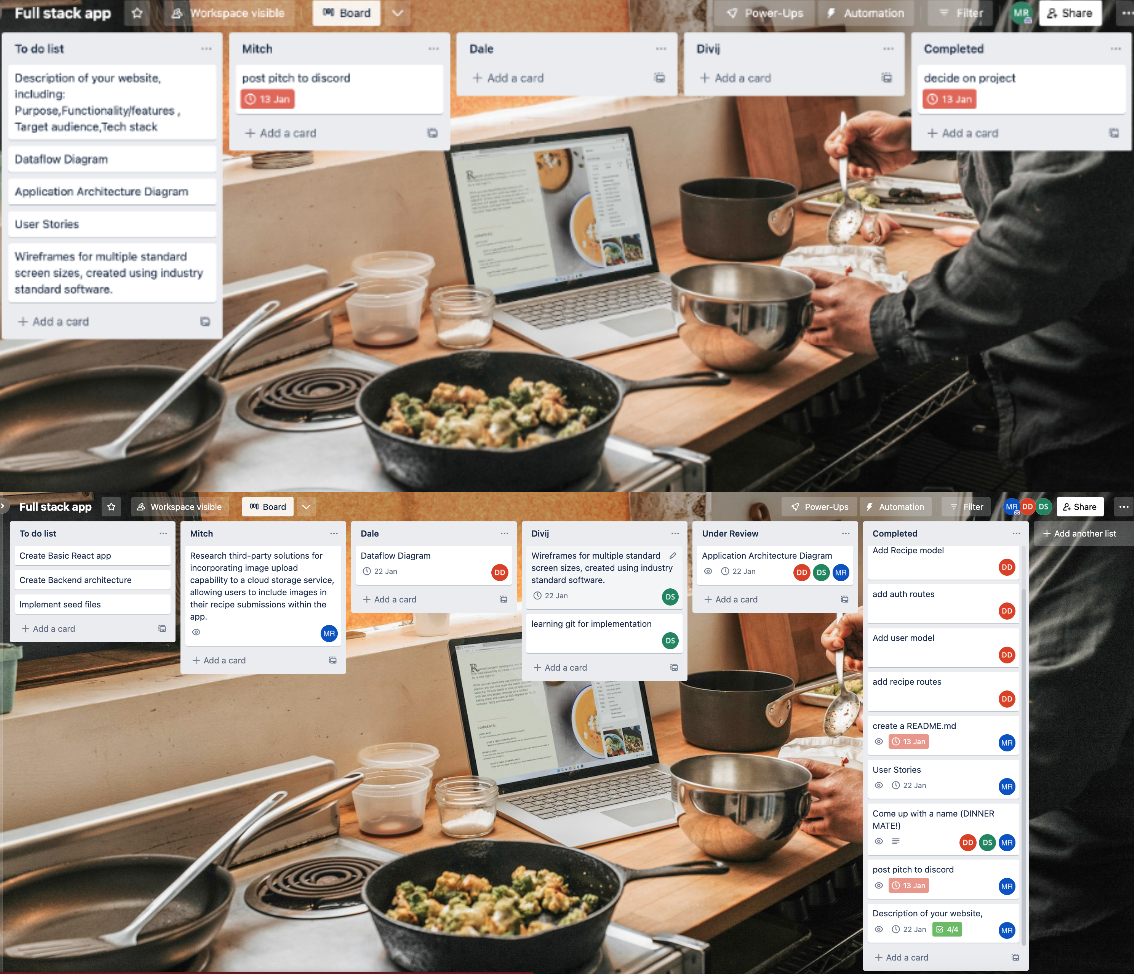 Full stack app
Workspace visible
Board
Power-Ups
Automation
Filter
MR
Share
To do list
Description of your website,
including:
Purpose,Functionality/features ,
Target audience,Tech stack
Dataflow Diagram
Application Architecture Diagram
User Stories
Wireframes for multiple standard
screen sizes, created using industry
standard software.
+ Add a card
Mitch
post pitch to discord
13 Jan
+ Add a card
Dale
+ Add a card
Divij
+ Add a card
Completed
decide on project
13 Jan
+ Add a card
Full stack app
Workspace visible
Board
Power-Ups
Automation
Filter
MR DD DS
Share
To do list
Create Basic React app
Create Backend architecture
Implement seed files
+ Add a card
Mitch
Research third-party solutions for
incorporating image upload
capability to a cloud storage service,
allowing users to include images in
their recipe submissions within the
app.
MR
+ Add a card
Dale
Dataflow Diagram
22 Jan
DD
+ Add a card
Divij
Wireframes for multiple standard
screen sizes, created using industry
standard software.
22 Jan
DS
learning git for implementation
DS
+ Add a card
Under Review
Application Architecture Diagram
22 Jan
DD DS MR
+ Add a card
Completed
Add Recipe model
DD
add auth routes
DD
Add user model
DD
add recipe routes
DD
create a README.md
13 Jan
MR
User Stories
22 Jan
MR
Come up with a name (DINNER
MATE!)
DD DS MR
post pitch to discord
13 Jan
MR
Description of your website,
22 Jan
4/4
MR
+ Add a card
+ Add another list